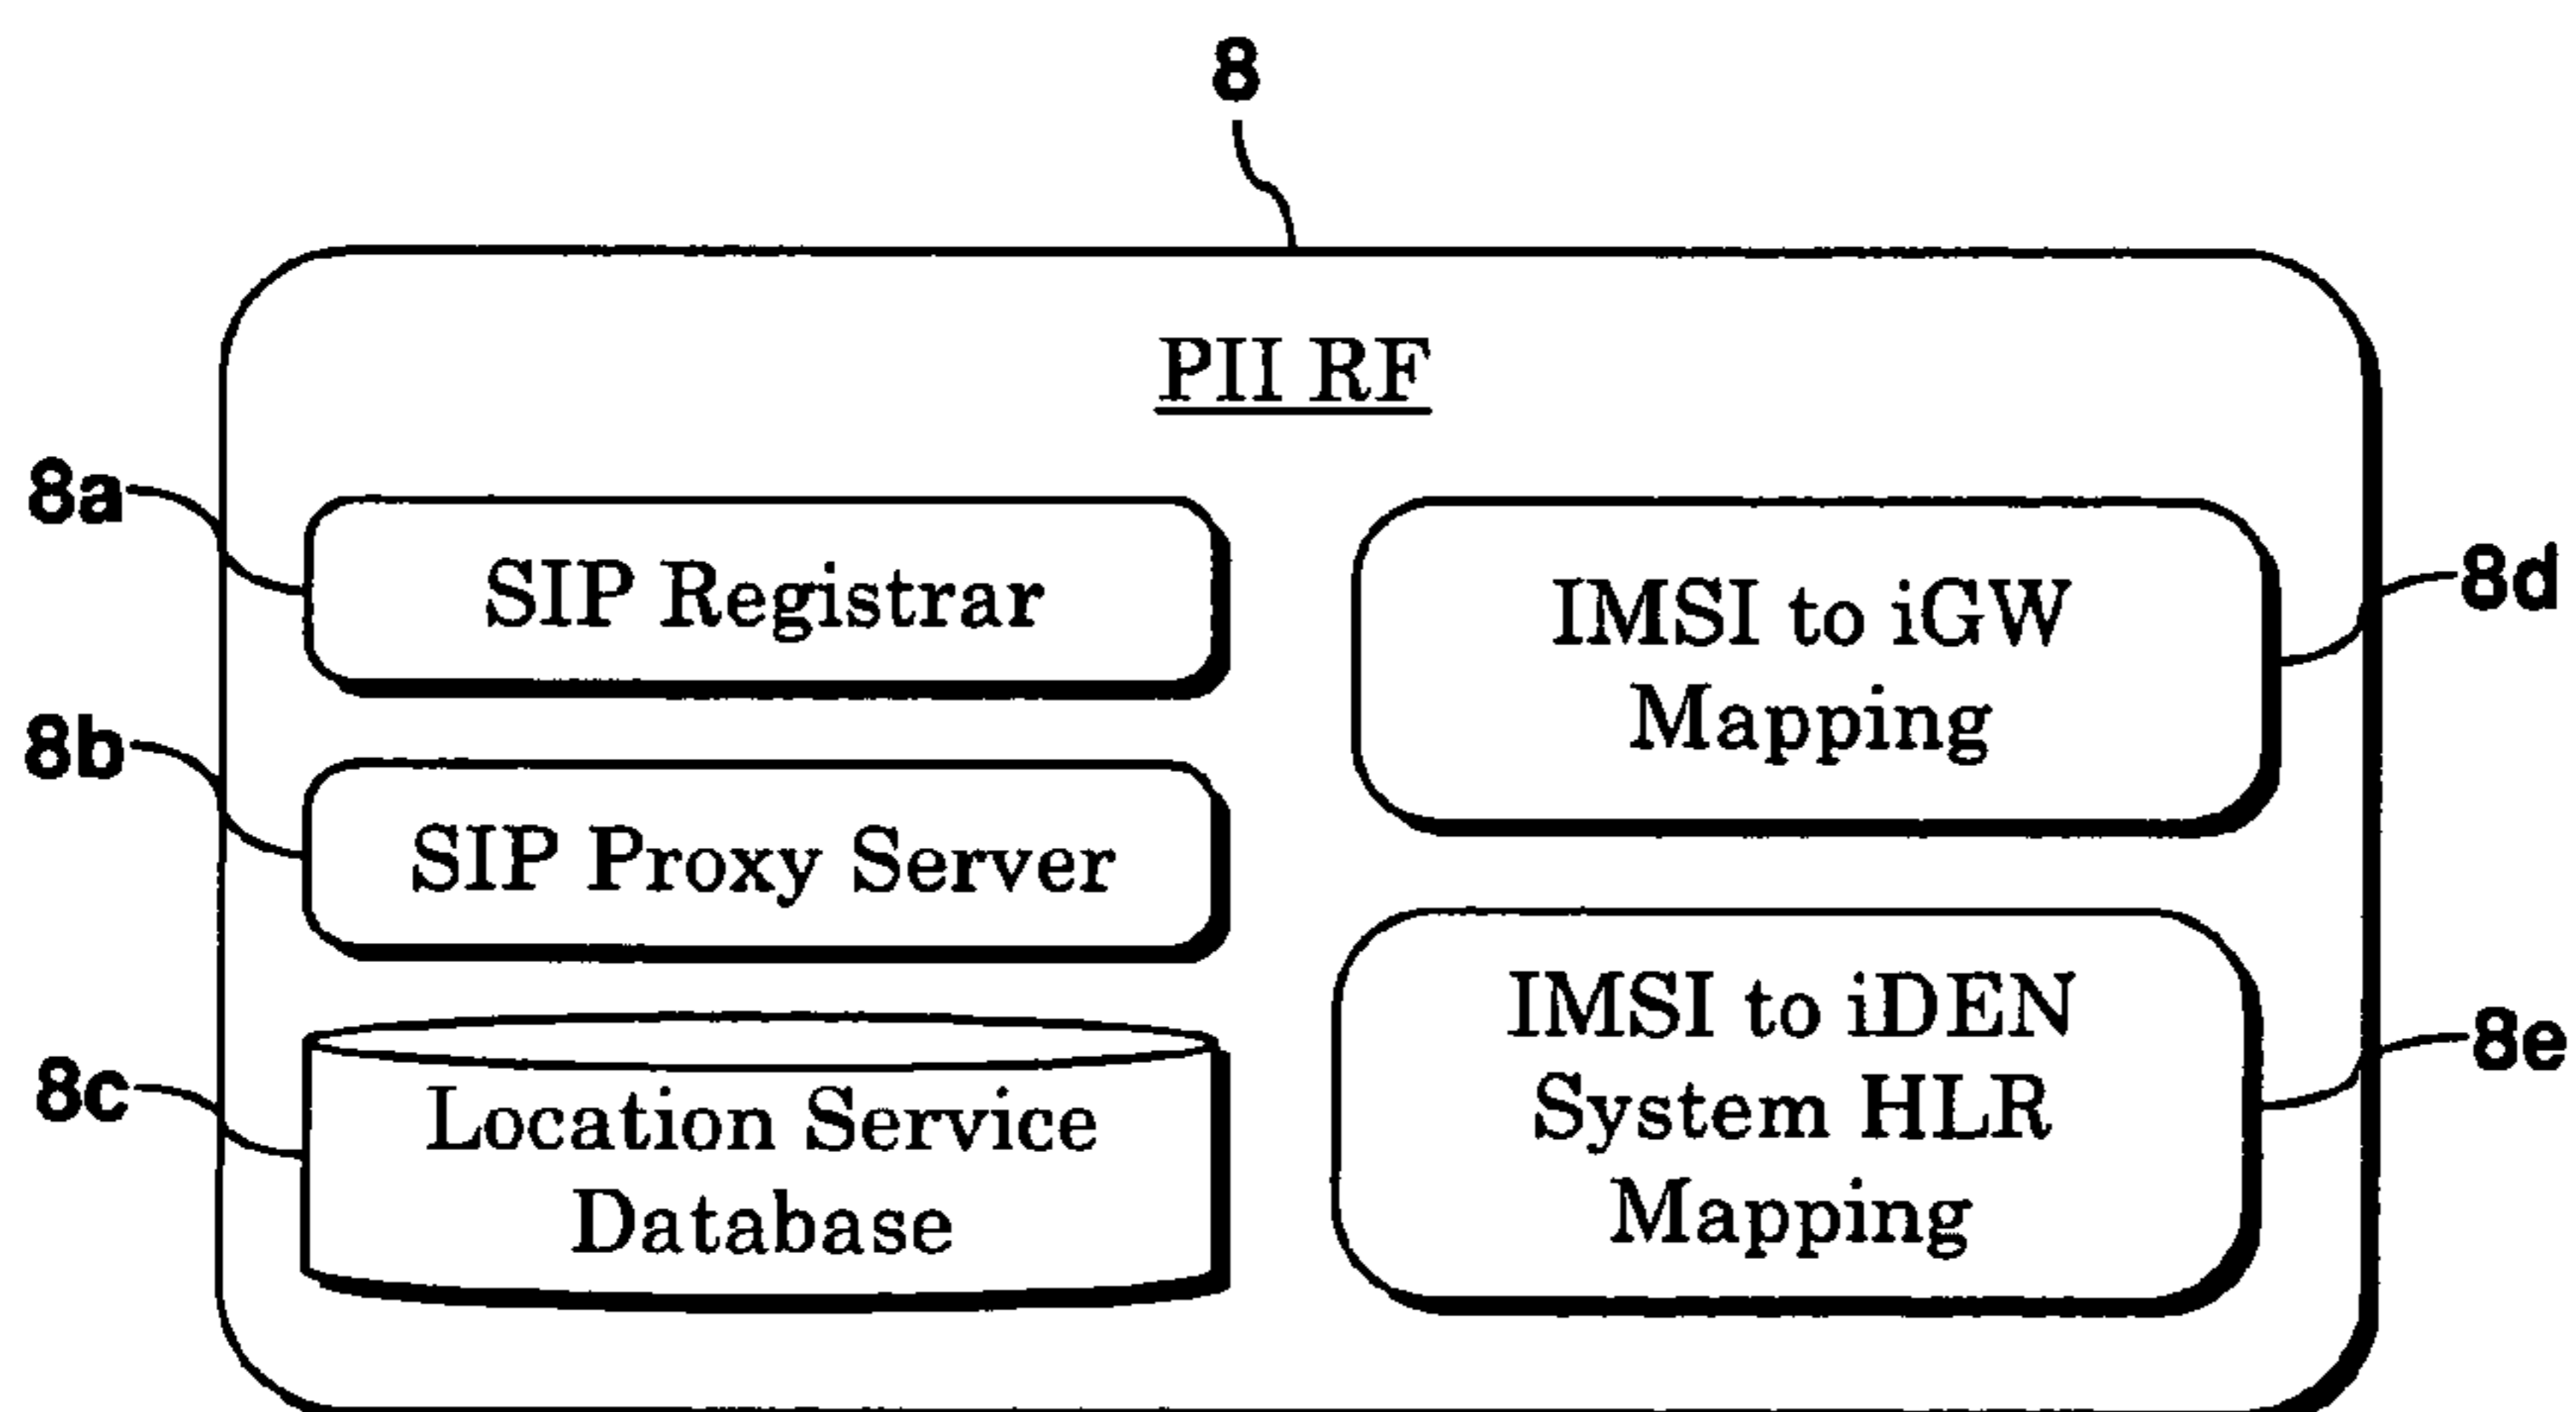 8
PII RF
8a
SIP Registrar
8b
SIP Proxy Server
8c
Location Service
Database
IMSI to iGW
Mapping
8d
IMSI to iDEN
System HLR
Mapping
8e